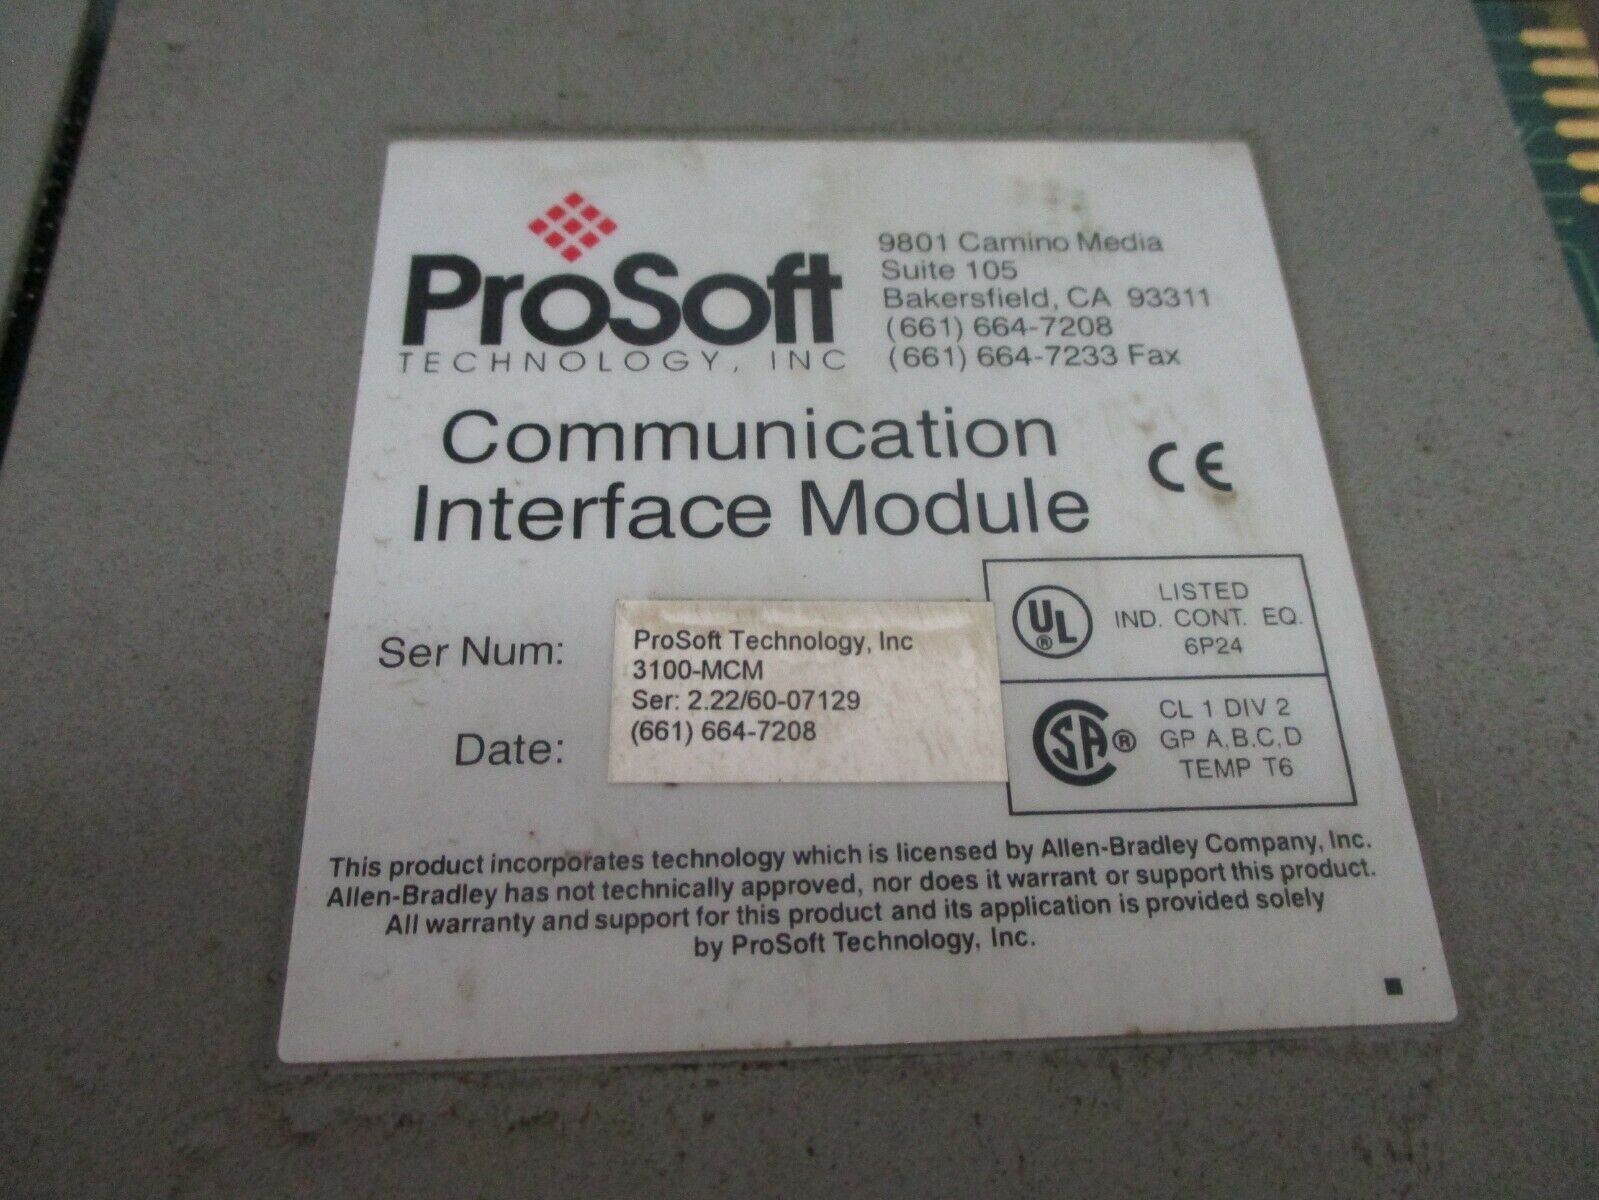 ProSoft
TECHNOLOGY, INC
9801 Camino Media
Suite 105
Bakersfield, CA 93311
(661) 664-7208
(661) 664-7233 Fax
Communication
Interface Module
CE
Ser Num:
Date:
ProSoft Technology, Inc
3100-MCM
Ser: 2.22/60-07129
(661) 664-7208
UL®
LISTED
IND. CONT. EQ.
6P24
CSA®
CL 1 DIV 2
GP A,B,C,D
TEMP T6
This product incorporates technology which is licensed by Allen-Bradley Company, Inc.
Allen-Bradley has not technically approved, nor does it warrant or support this product.
All warranty and support for this product and its application is provided solely
by ProSoft Technology, Inc.